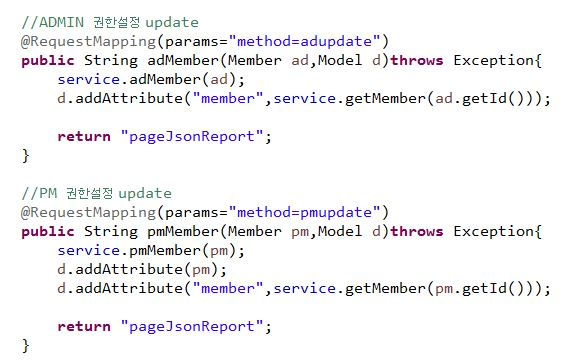 //ADMIN 권한설정 update
@RequestMapping(params="method=adupdate")
public String adMember(Member ad,Model d)throws Exception{
    service.adMember(ad);
    d.addAttribute("member",service.getMember(ad.getId()));

    return "pageJsonReport";
}

//PM 권한설정 update
@RequestMapping(params="method=pmupdate")
public String pmMember(Member pm,Model d)throws Exception{
    service.pmMember(pm);
    d.addAttribute(pm);
    d.addAttribute("member",service.getMember(pm.getId()));

    return "pageJsonReport";
}